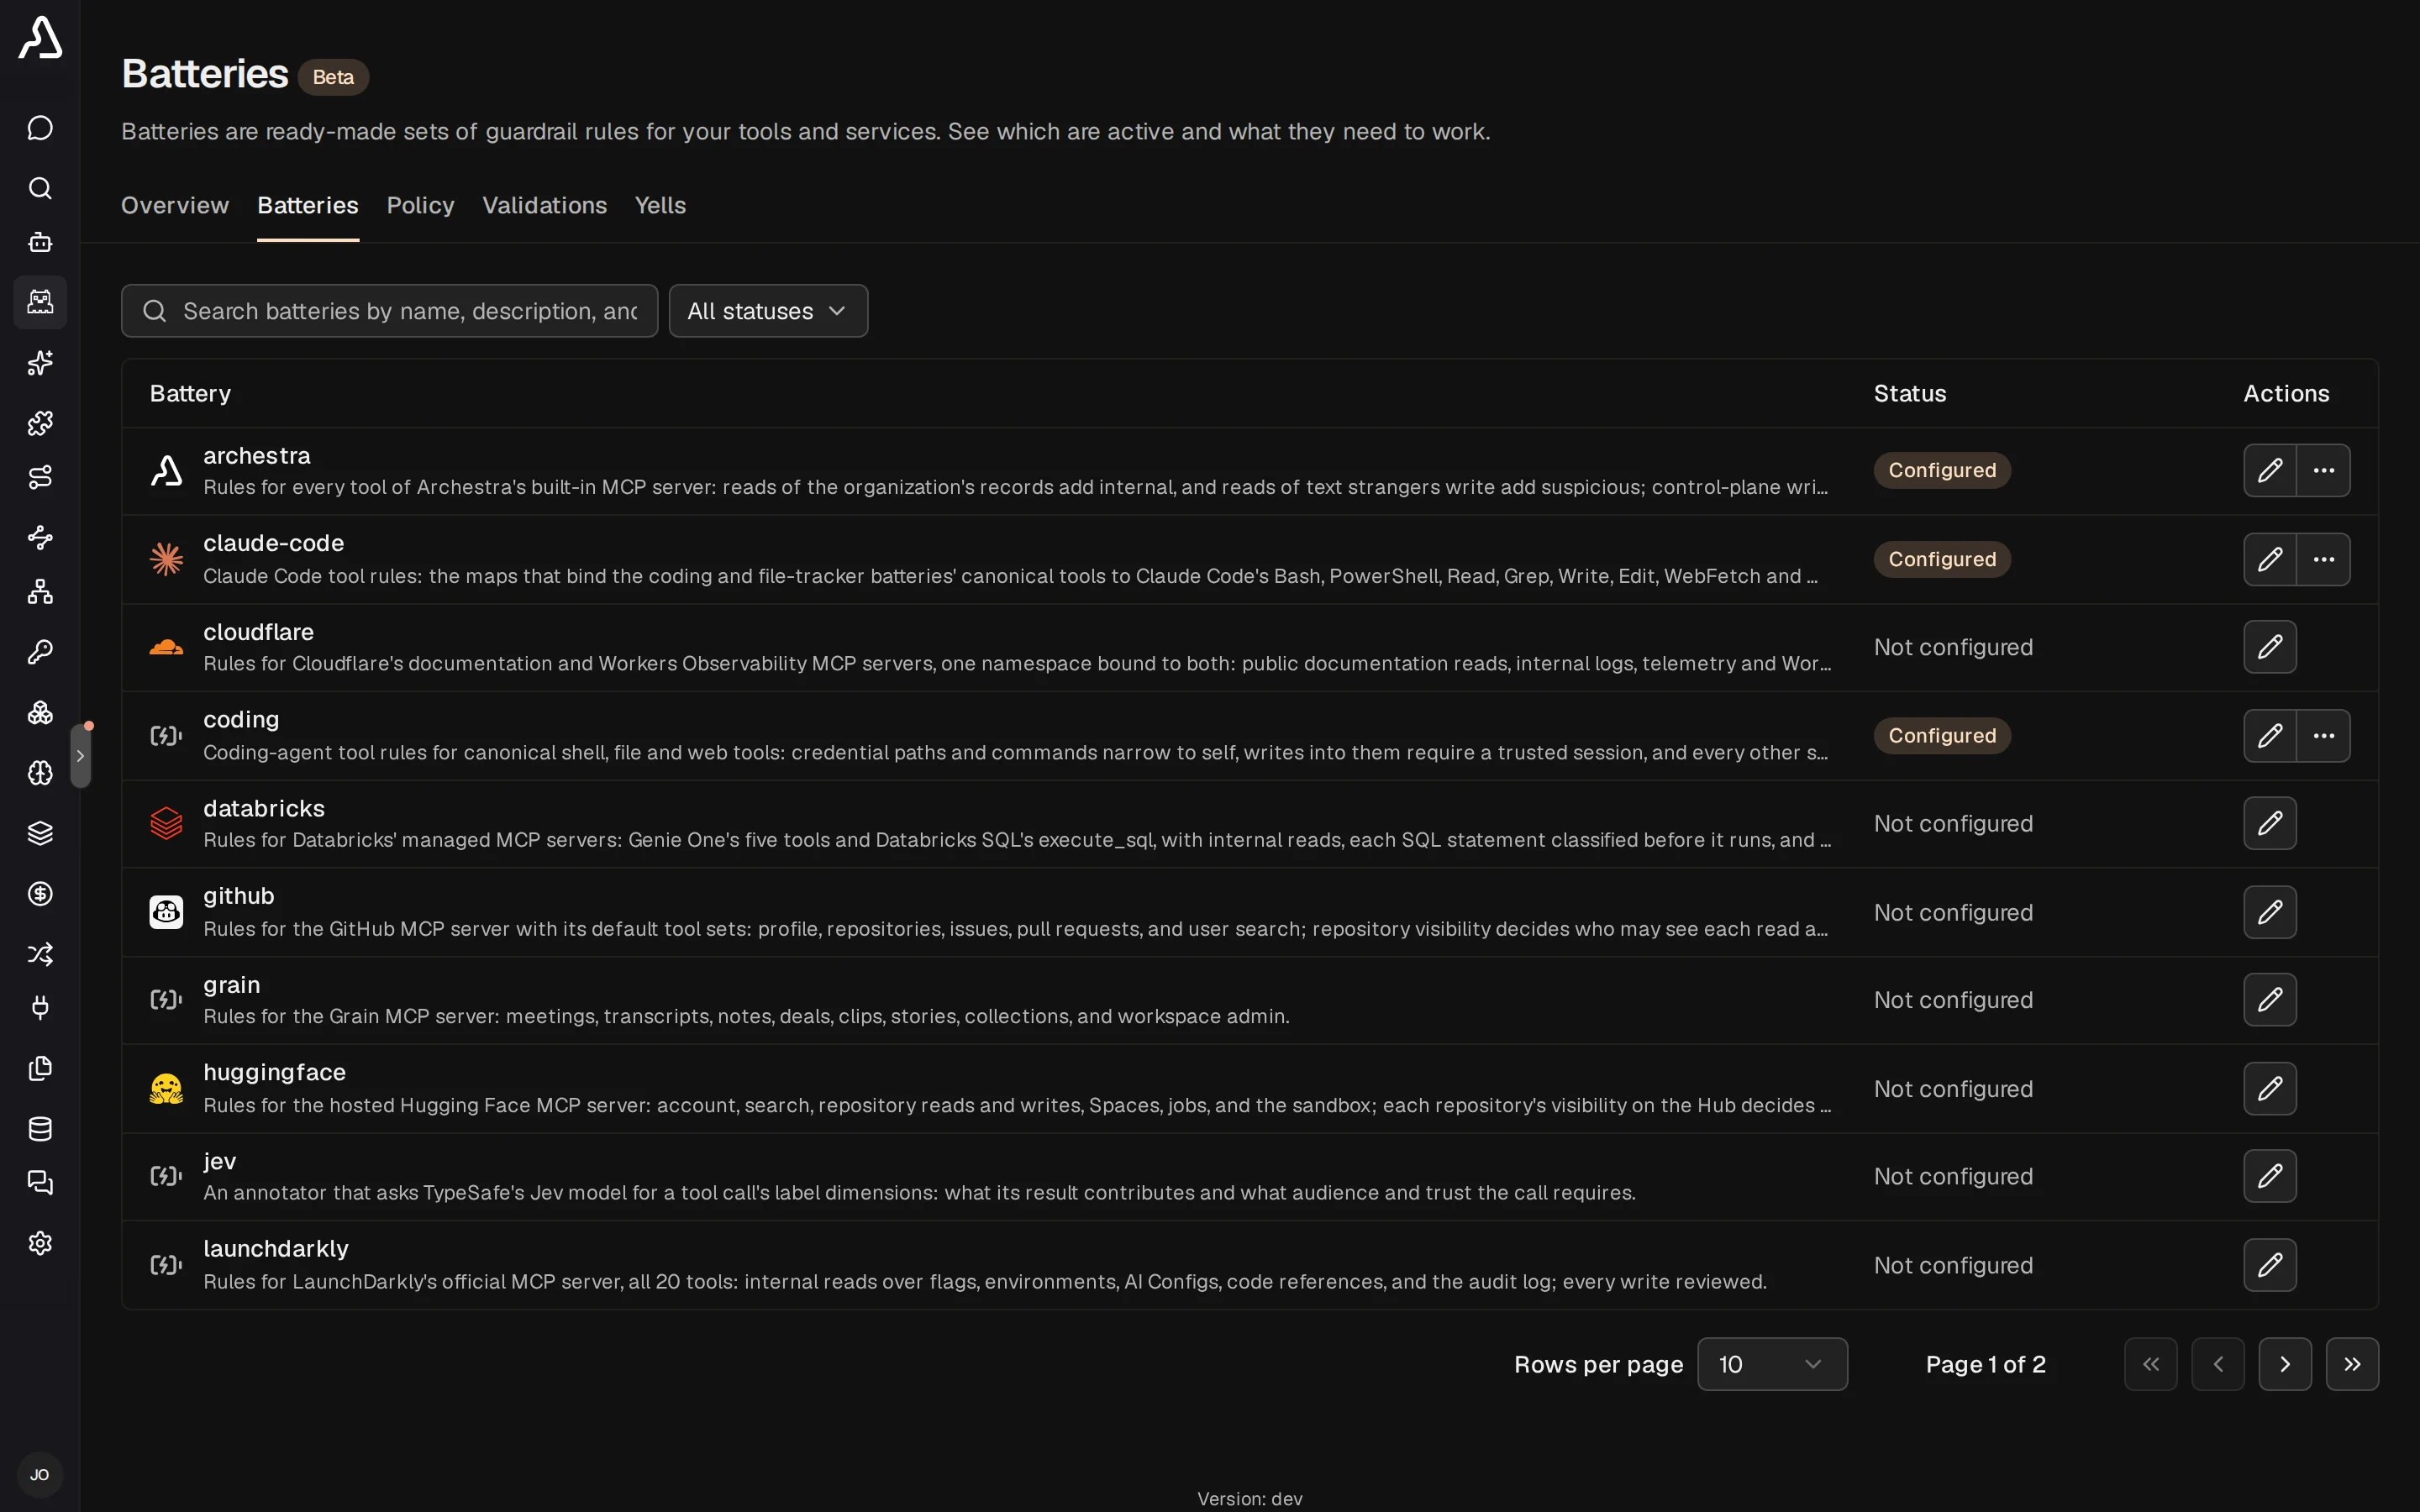 Batteries Beta
Batteries are ready-made sets of guardrail rules for your tools and services. See which are active and what they need to work.
Overview Batteries Policy Validations Yells
Search batteries by name, description, anc All statuses
Battery Status Actions
archestra
Rules for every tool of Archestra's built-in MCP server: reads of the organization's records add internal, and reads of text strangers write add suspicious; control-plane wri...
Configured
claude-code
Claude Code tool rules: the maps that bind the coding and file-tracker batteries' canonical tools to Claude Code's Bash, PowerShell, Read, Grep, Write, Edit, WebFetch and ...
Configured
cloudflare
Rules for Cloudflare's documentation and Workers Observability MCP servers, one namespace bound to both: public documentation reads, internal logs, telemetry and Wor...
Not configured
coding
Coding-agent tool rules for canonical shell, file and web tools: credential paths and commands narrow to self, writes into them require a trusted session, and every other s...
Configured
databricks
Rules for Databricks' managed MCP servers: Genie One's five tools and Databricks SQL's execute_sql, with internal reads, each SQL statement classified before it runs, and ...
Not configured
github
Rules for the GitHub MCP server with its default tool sets: profile, repositories, issues, pull requests, and user search; repository visibility decides who may see each read a...
Not configured
grain
Rules for the Grain MCP server: meetings, transcripts, notes, deals, clips, stories, collections, and workspace admin.
Not configured
huggingface
Rules for the hosted Hugging Face MCP server: account, search, repository reads and writes, Spaces, jobs, and the sandbox; each repository's visibility on the Hub decides ...
Not configured
jev
An annotator that asks TypeSafe's Jev model for a tool call's label dimensions: what its result contributes and what audience and trust the call requires.
Not configured
launchdarkly
Rules for LaunchDarkly's official MCP server, all 20 tools: internal reads over flags, environments, AI Configs, code references, and the audit log; every write reviewed.
Not configured
Rows per page 10 Page 1 of 2
JO
Version: dev